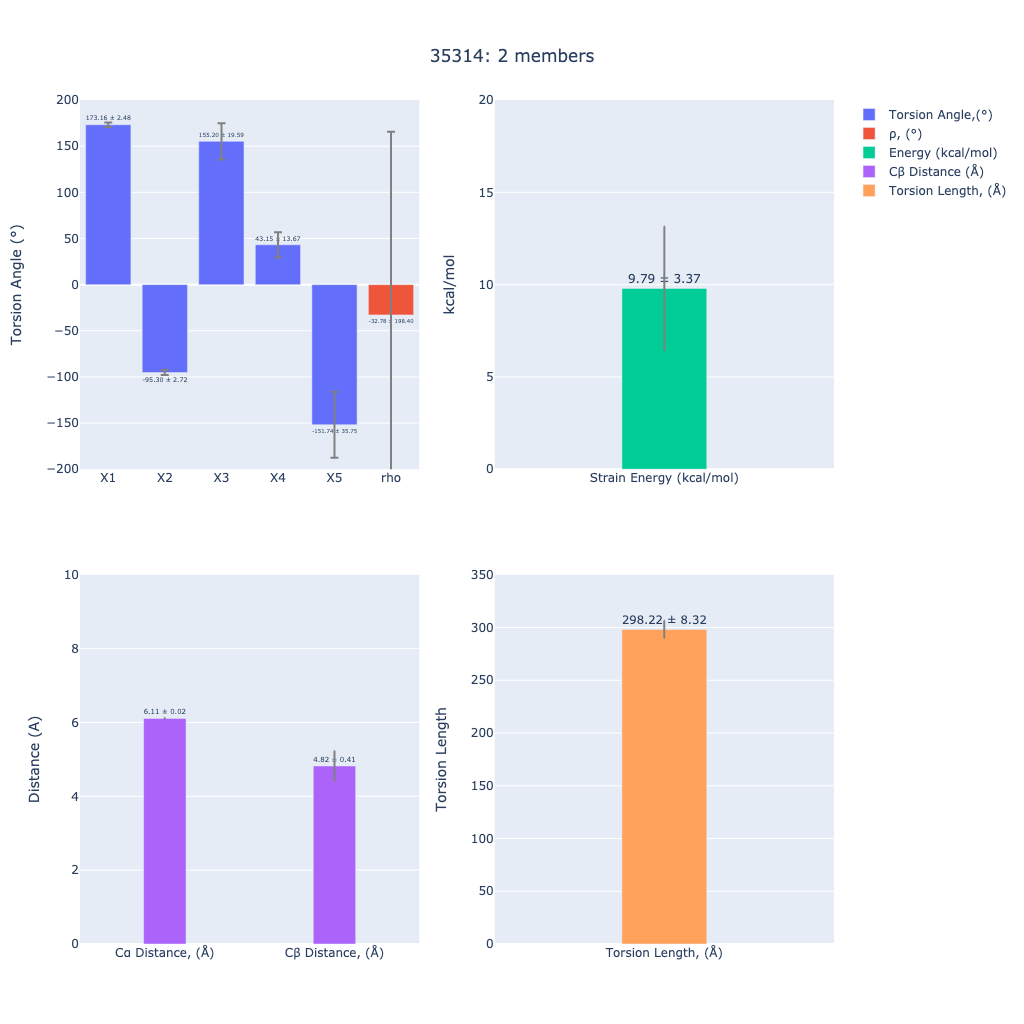 35314: 2 members
Torsion Angle (°)
200
150
100
50
0
−50
−100
−150
−200
173.16 ± 2.48
-95.30 ± 2.72
155.20 ± 19.59
43.15 ± 13.67
-151.74 ± 35.75
-32.78 ± 198.40
X1 X2 X3 X4 X5 rho
kcal/mol
20
15
10
5
0
9.79 ± 3.37
Strain Energy (kcal/mol)
Torsion Angle,(°)
ρ, (°)
Energy (kcal/mol)
Cβ Distance (Å)
Torsion Length, (Å)
Distance (A)
10
8
6
4
2
0
6.11 ± 0.02
4.82 ± 0.41
Cα Distance, (Å) Cβ Distance, (Å)
Torsion Length
350
300
250
200
150
100
50
0
298.22 ± 8.32
Torsion Length, (Å)